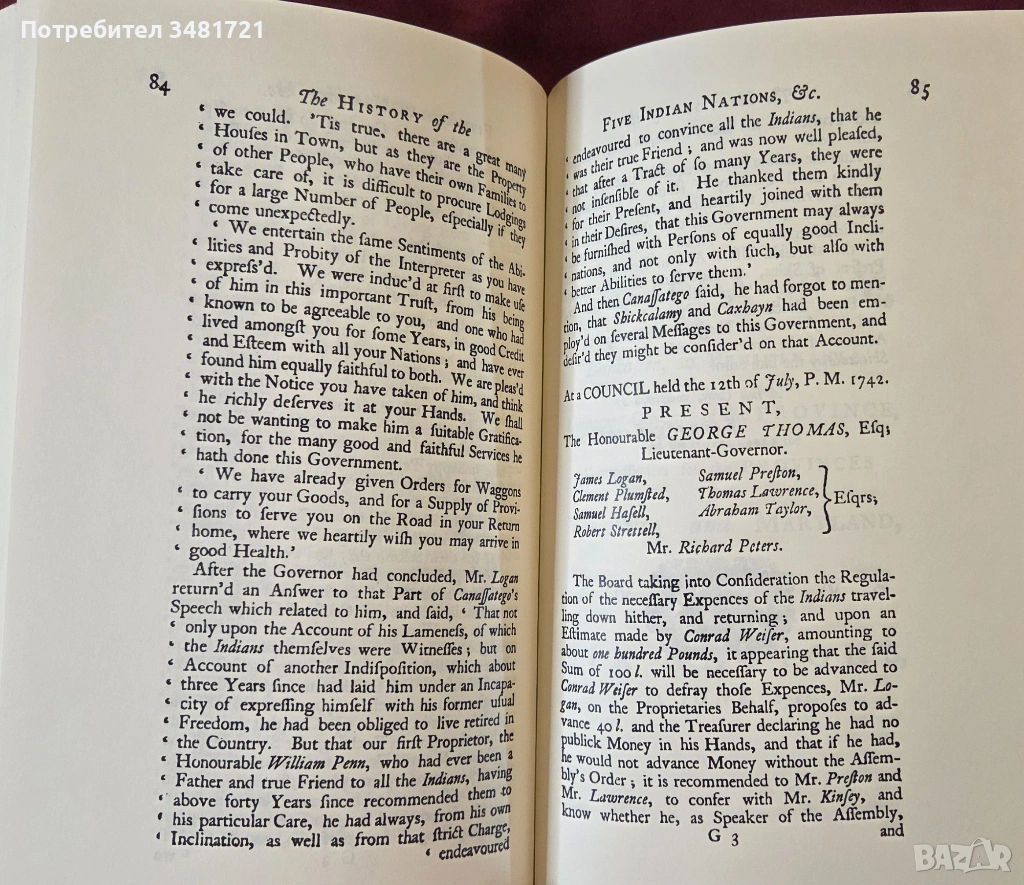 Потребител 3481721
84
The HISTORY of the
‘ we could. 'Tis true, there are a great many
‘ Houſes in Town, but as they are the Property
‘ of other People, who have their own Families to
‘ take care of, it is difficult to procure Lodgings
‘ for a large Number of People, eſpecially if they
‘ come unexpectedly.
‘ We entertain the ſame Sentiments of the Abi-
‘ lities and Probity of the Interpreter as you have
‘ expreſs'd. We were induc'd at firſt to make uſe
‘ of him in this important Truſt, from his being
‘ known to be agreeable to you, and one who had
‘ lived amongſt you for ſome Years, in good Credit
‘ and Eſteem with all your Nations; and have ever
‘ found him equally faithful to both. We are pleas'd
‘ with the Notice you have taken of him, and think
‘ he richly deſerves it at your Hands. We ſhall
‘ not be wanting to make him a ſuitable Gratifica-
‘ tion, for the many good and faithful Services he
‘ hath done this Government.
‘ We have already given Orders for Waggons
‘ to carry your Goods, and for a Supply of Provi-
‘ ſions to ſerve you on the Road in your Return
‘ home, where we heartily wiſh you may arrive in
‘ good Health.’
After the Governor had concluded, Mr. Logan
return'd an Anſwer to that Part of Canaſſatego's
Speech which related to him, and ſaid, ‘ That not
‘ only upon the Account of his Lameneſs, of which
‘ the Indians themſelves were Witneſſes; but on
‘ Account of another Indiſpoſition, which about
‘ three Years ſince had laid him under an Incapa-
‘ city of expreſſing himſelf with his former uſual
‘ Freedom, he had been obliged to live retired in
‘ the Country. But that our firſt Proprietor, the
‘ Honourable William Penn, who had ever been a
‘ Father and true Friend to all the Indians, having
‘ above forty Years ſince recommended them to
‘ his particular Care, he had always, from his own
‘ Inclination, as well as from that ſtrict Charge,
‘ endeavoured
FIVE INDIAN NATIONS, &c.
85
‘ endeavoured to convince all the Indians, that he
‘ was their true Friend; and was now well pleaſed,
‘ that after a Tract of ſo many Years, they were
‘ not inſenſible of it. He thanked them kindly
‘ for their Preſent, and heartily joined with them
‘ in their Deſires, that this Government may always
‘ be furniſhed with Perſons of equally good Incli-
‘ nations, and not only with ſuch, but alſo with
‘ better Abilities to ſerve them.’
And then Canaſſatego ſaid, he had forgot to men-
tion, that Shickcalamy and Caxhayn had been em-
ploy'd on ſeveral Meſſages to this Government, and
deſir'd they might be conſider'd on that Account.
At a COUNCIL held the 12th of July, P. M. 1742.
PRESENT,
The Honourable GEORGE THOMAS, Eſq;
Lieutenant-Governor.
James Logan, Samuel Preſton,
Clement Plumſted, Thomas Lawrence, Eſqrs;
Samuel Haſell, Abraham Taylor,
Robert Strettell,
Mr. Richard Peters.
The Board taking into Conſideration the Regula-
tion of the neceſſary Expences of the Indians travel-
ling down hither, and returning; and upon an
Eſtimate made by Conrad Weiſer, amounting to
about one hundred Pounds, it appearing that the ſaid
Sum of 100 l. will be neceſſary to be advanced to
Conrad Weiſer to defray thoſe Expences, Mr. Lo-
gan, on the Proprietaries Behalf, propoſes to ad-
vance 40 l. and the Treaſurer declaring he had no
publick Money in his Hands, and that if he had,
he would not advance Money without the Aſſem-
bly's Order; it is recommended to Mr. Preſton and
Mr. Lawrence, to confer with Mr. Kinſey, and
know whether he, as Speaker of the Aſſembly,
G 3
and
BAZAR